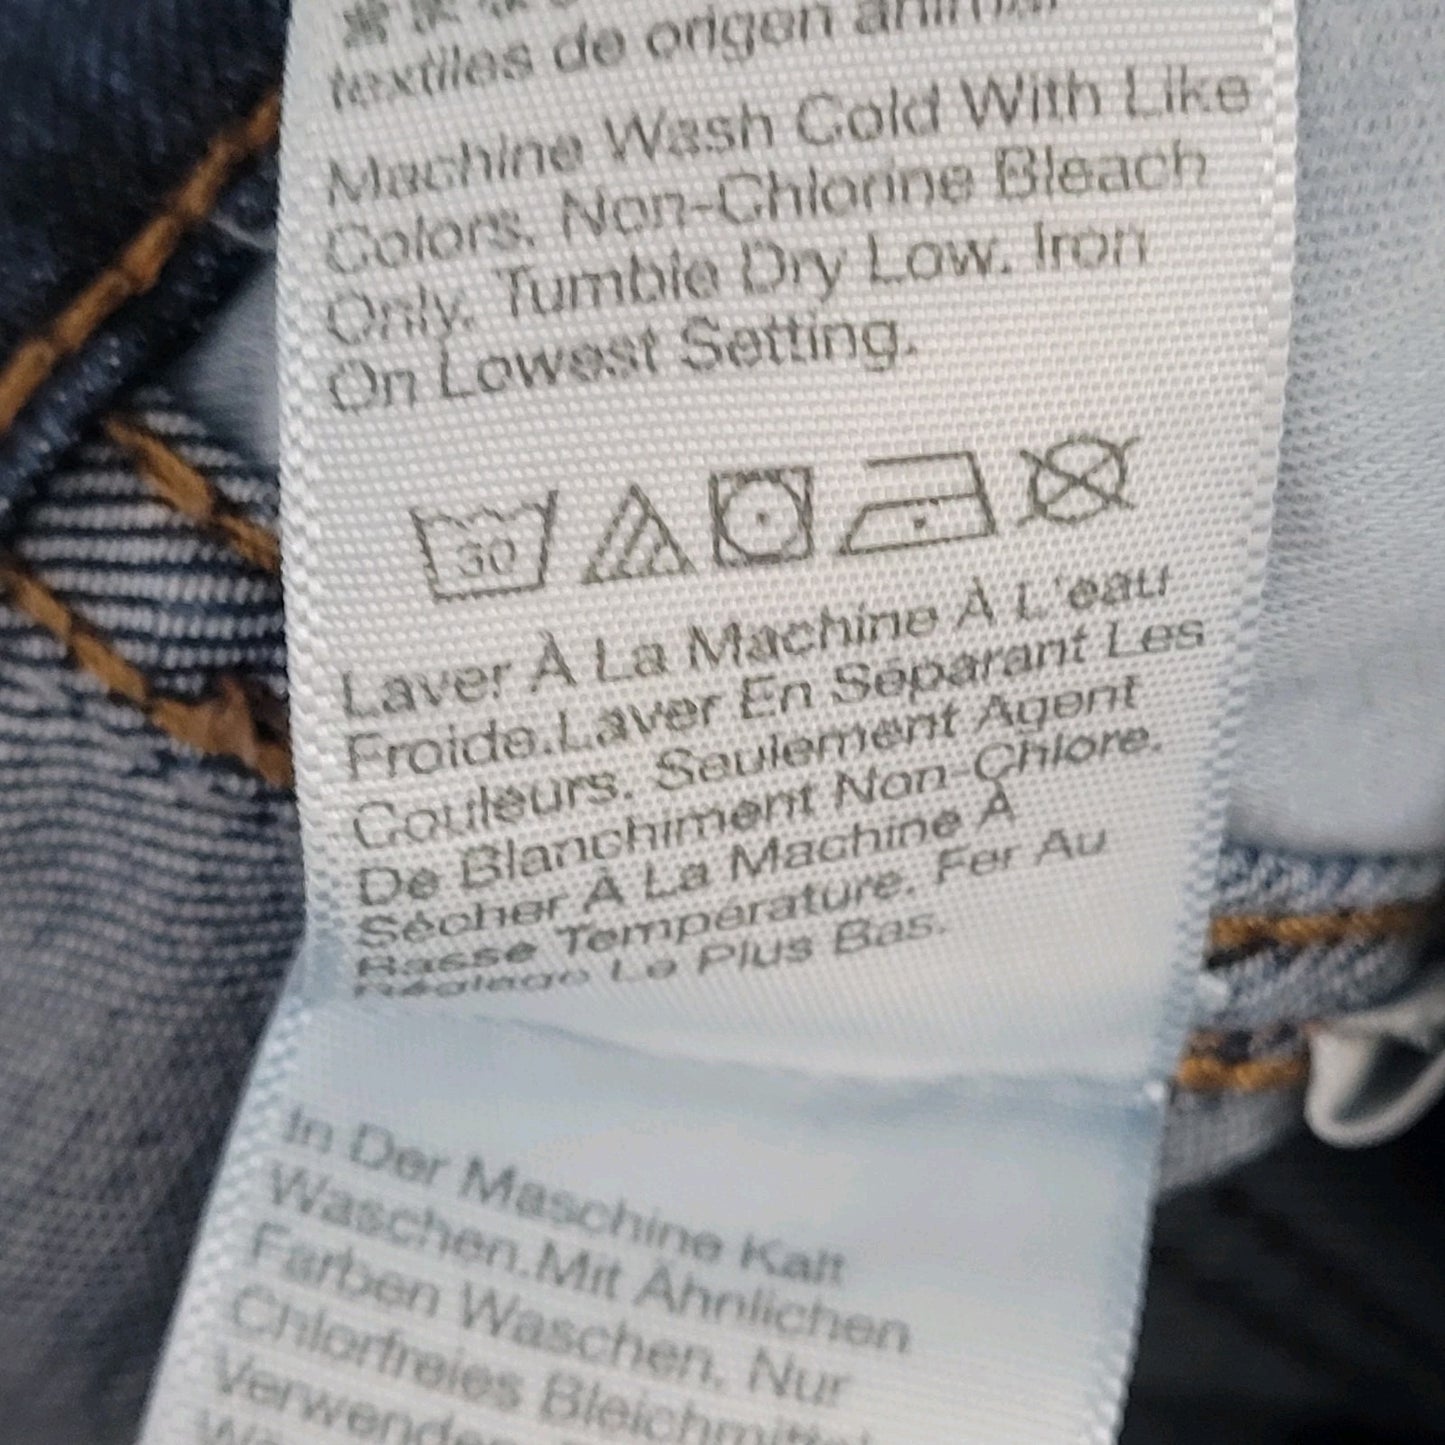 textiles de origen animal
Machine Wash Cold With Like
Colors. Non-Chlorine Bleach
Only. Tumble Dry Low. Iron
On Lowest Setting.
30
Laver À La Machine À L'eau
Froide.Laver En Séparant Les
Couleurs. Seulement Agent
De Blanchiment Non-Chlore.
Sécher À La Machine À
Basse Température. Fer Au
Réglage Le Plus Bas.
In Der Maschine Kalt
Waschen.Mit Ähnlichen
Farben Waschen. Nur
Chlorfreies Bleichmittel